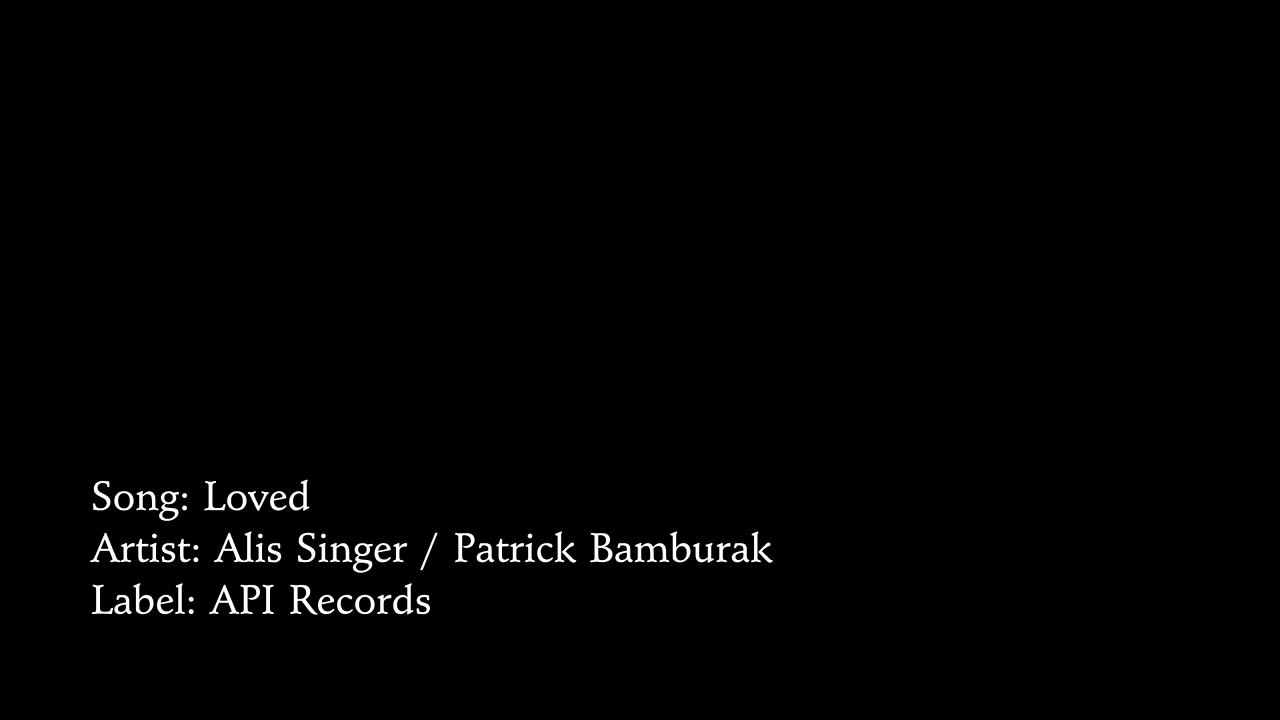 Song: Loved
Artist: Alis Singer / Patrick Bamburak
Label: API Records